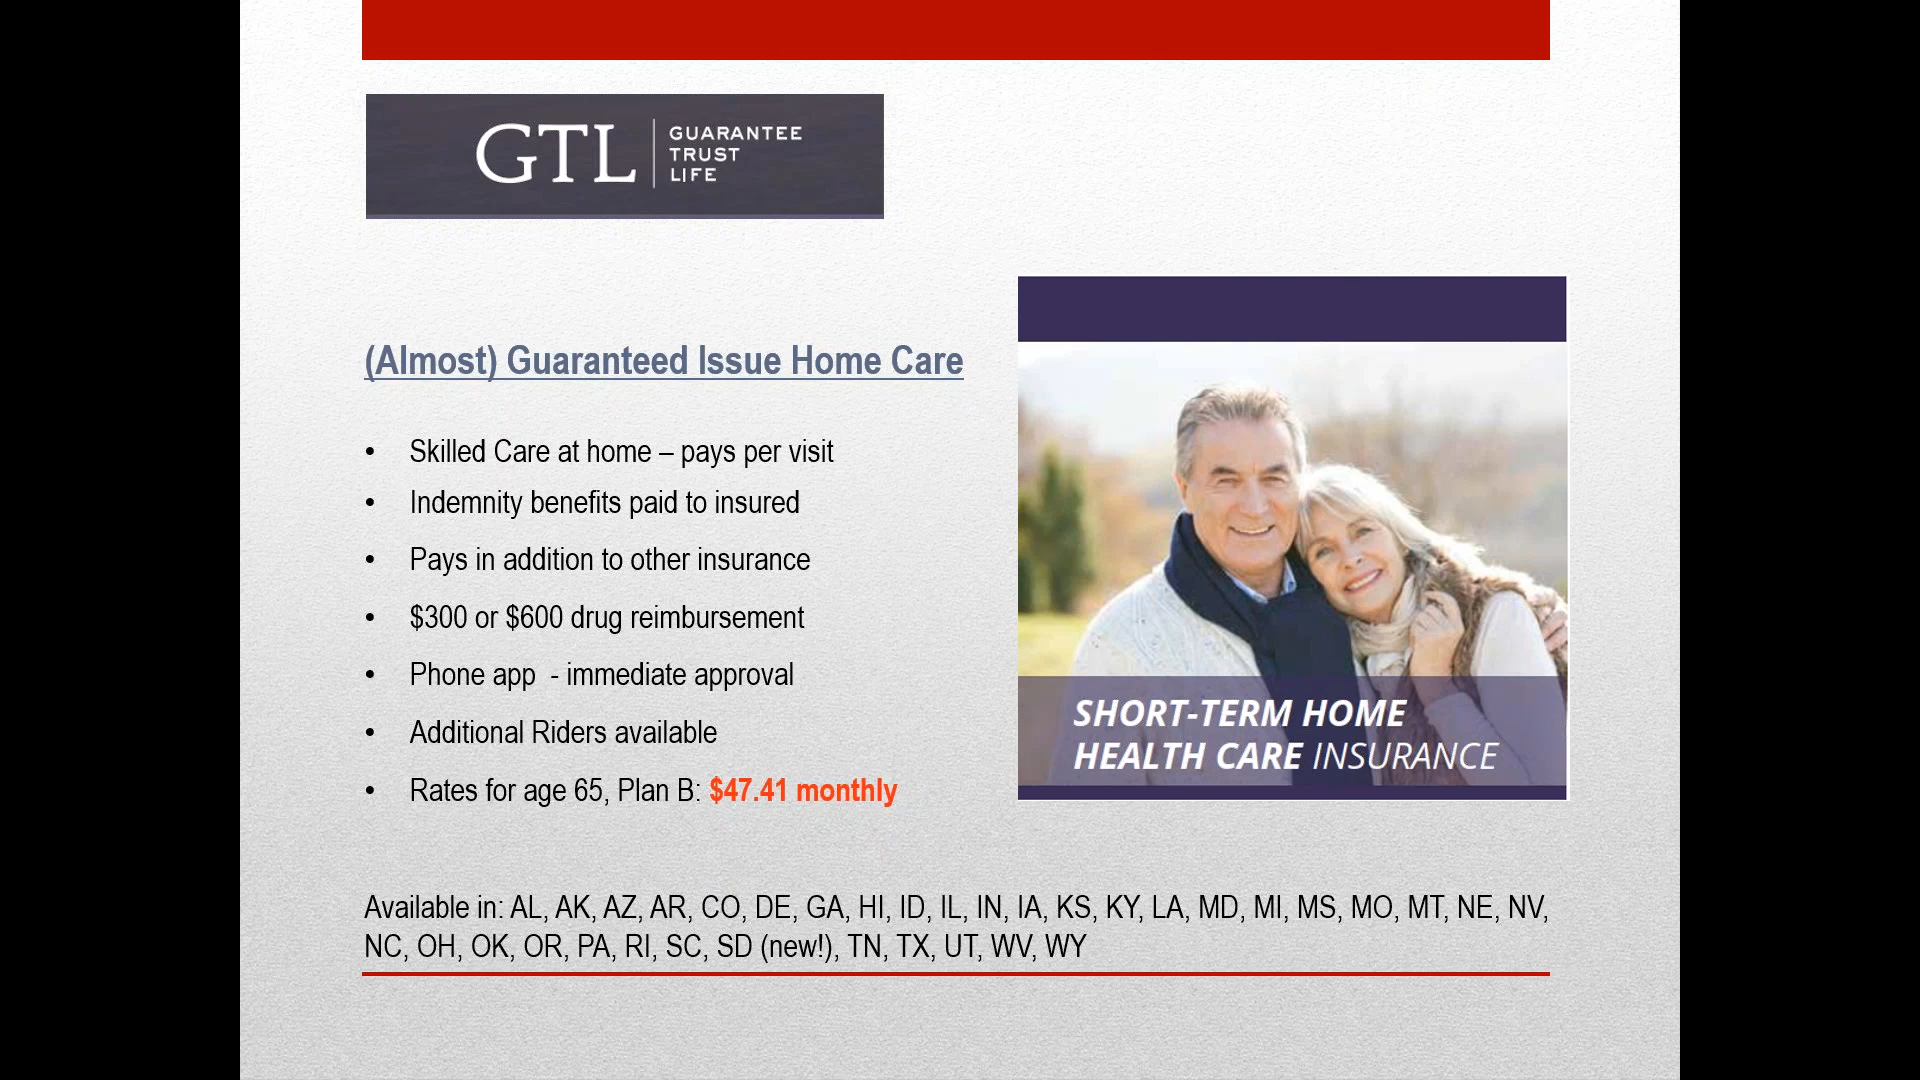 GTL
GUARANTEE
TRUST
LIFE
(Almost) Guaranteed Issue Home Care
• Skilled Care at home – pays per visit
• Indemnity benefits paid to insured
• Pays in addition to other insurance
• $300 or $600 drug reimbursement
• Phone app  - immediate approval
• Additional Riders available
• Rates for age 65, Plan B: $47.41 monthly
SHORT-TERM HOME
HEALTH CARE INSURANCE
Available in: AL, AK, AZ, AR, CO, DE, GA, HI, ID, IL, IN, IA, KS, KY, LA, MD, MI, MS, MO, MT, NE, NV,
NC, OH, OK, OR, PA, RI, SC, SD (new!), TN, TX, UT, WV, WY